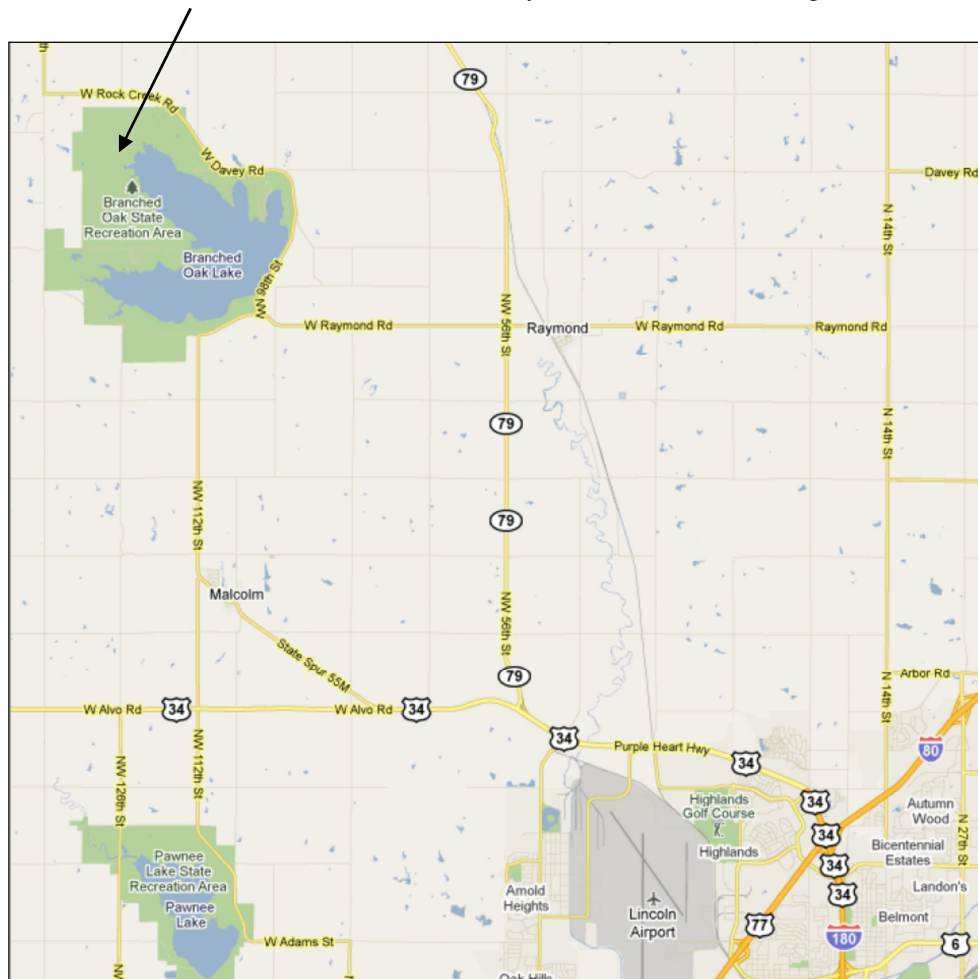 79
W Rock Creek Rd
W Davey Rd
Davey Rd
Branched
Oak State
Recreation Area
N 14th St
Branched
Oak Lake
NW 98th St
NW 56th St
W Raymond Rd
Raymond
W Raymond Rd
Raymond Rd
79
N 14th St
NW 112th St
79
Malcolm
NW 56th St
State Spur 55M
79
Arbor Rd
N 14th St
W Alvo Rd
34
W Alvo Rd
34
34
Purple Heart Hwy
34
80
NW 126th St
NW 112th St
Highlands
Golf Course
34
Autumn
Wood
34
N 27th St
Highlands
Bicentennial
Estates
Pawnee
Lake State
Recreation Area
34
Arnold
Heights
Landon's
34
Pawnee
Lake
Lincoln
Airport
77
Belmont
W Adams St
180
6
NW
Oak Hills